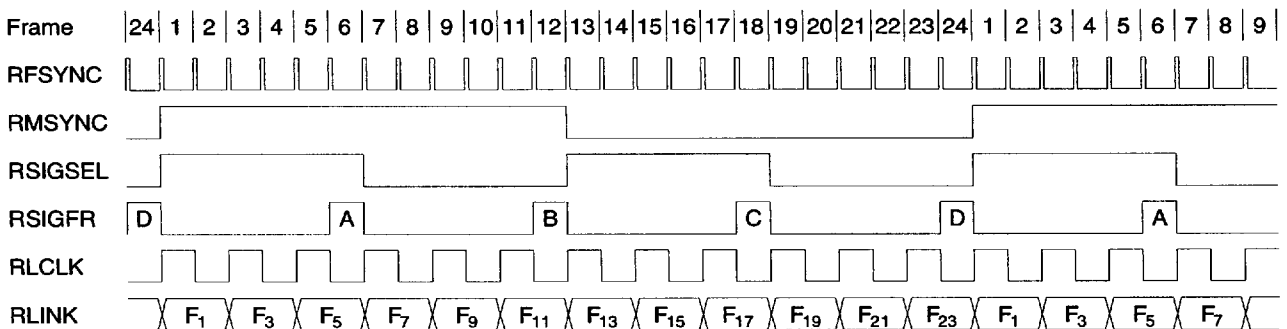 Frame 24 1 2 3 4 5 6 7 8 9 10 11 12 13 14 15 16 17 18 19 20 21 22 23 24 1 2 3 4 5 6 7 8 9
RFSYNC
RMSYNC
RSIGSEL
RSIGFR D A B C D A
RLCLK
RLINK F₁ F₃ F₅ F₇ F₉ F₁₁ F₁₃ F₁₅ F₁₇ F₁₉ F₂₁ F₂₃ F₁ F₃ F₅ F₇